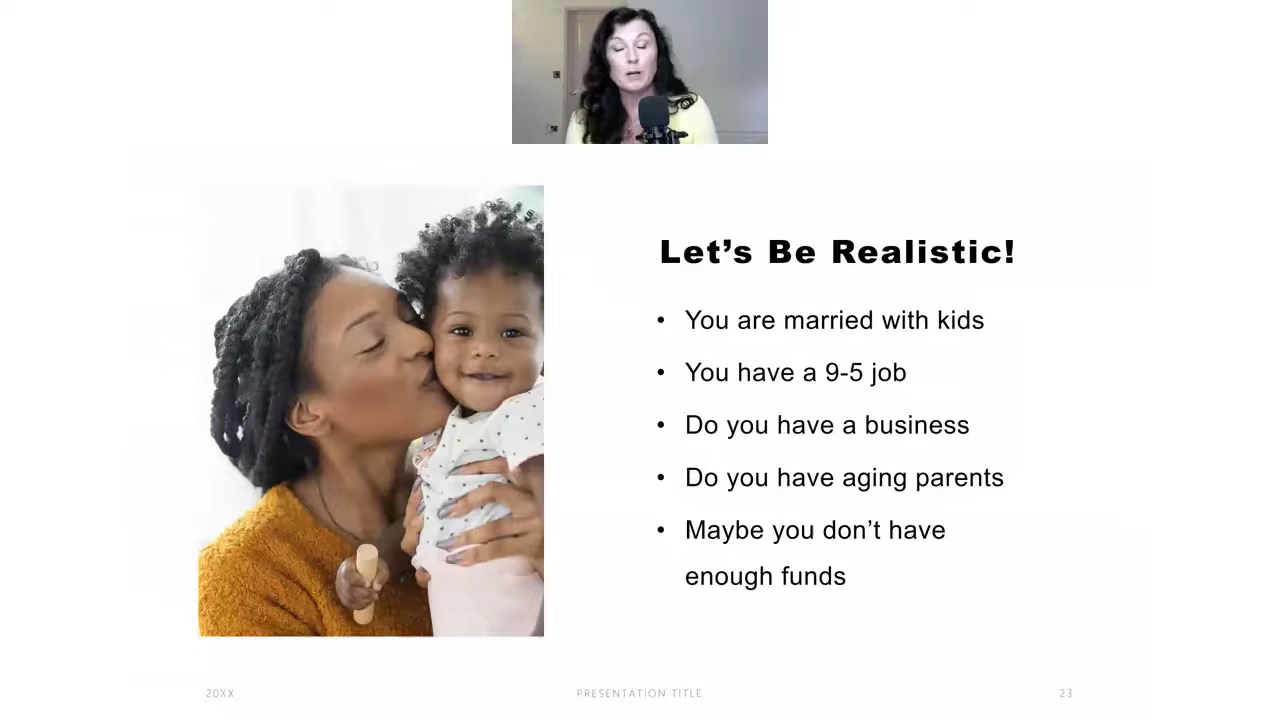 Let’s Be Realistic!
• You are married with kids
• You have a 9-5 job
• Do you have a business
• Do you have aging parents
• Maybe you don’t have
enough funds
20XX
PRESENTATION TITLE
23